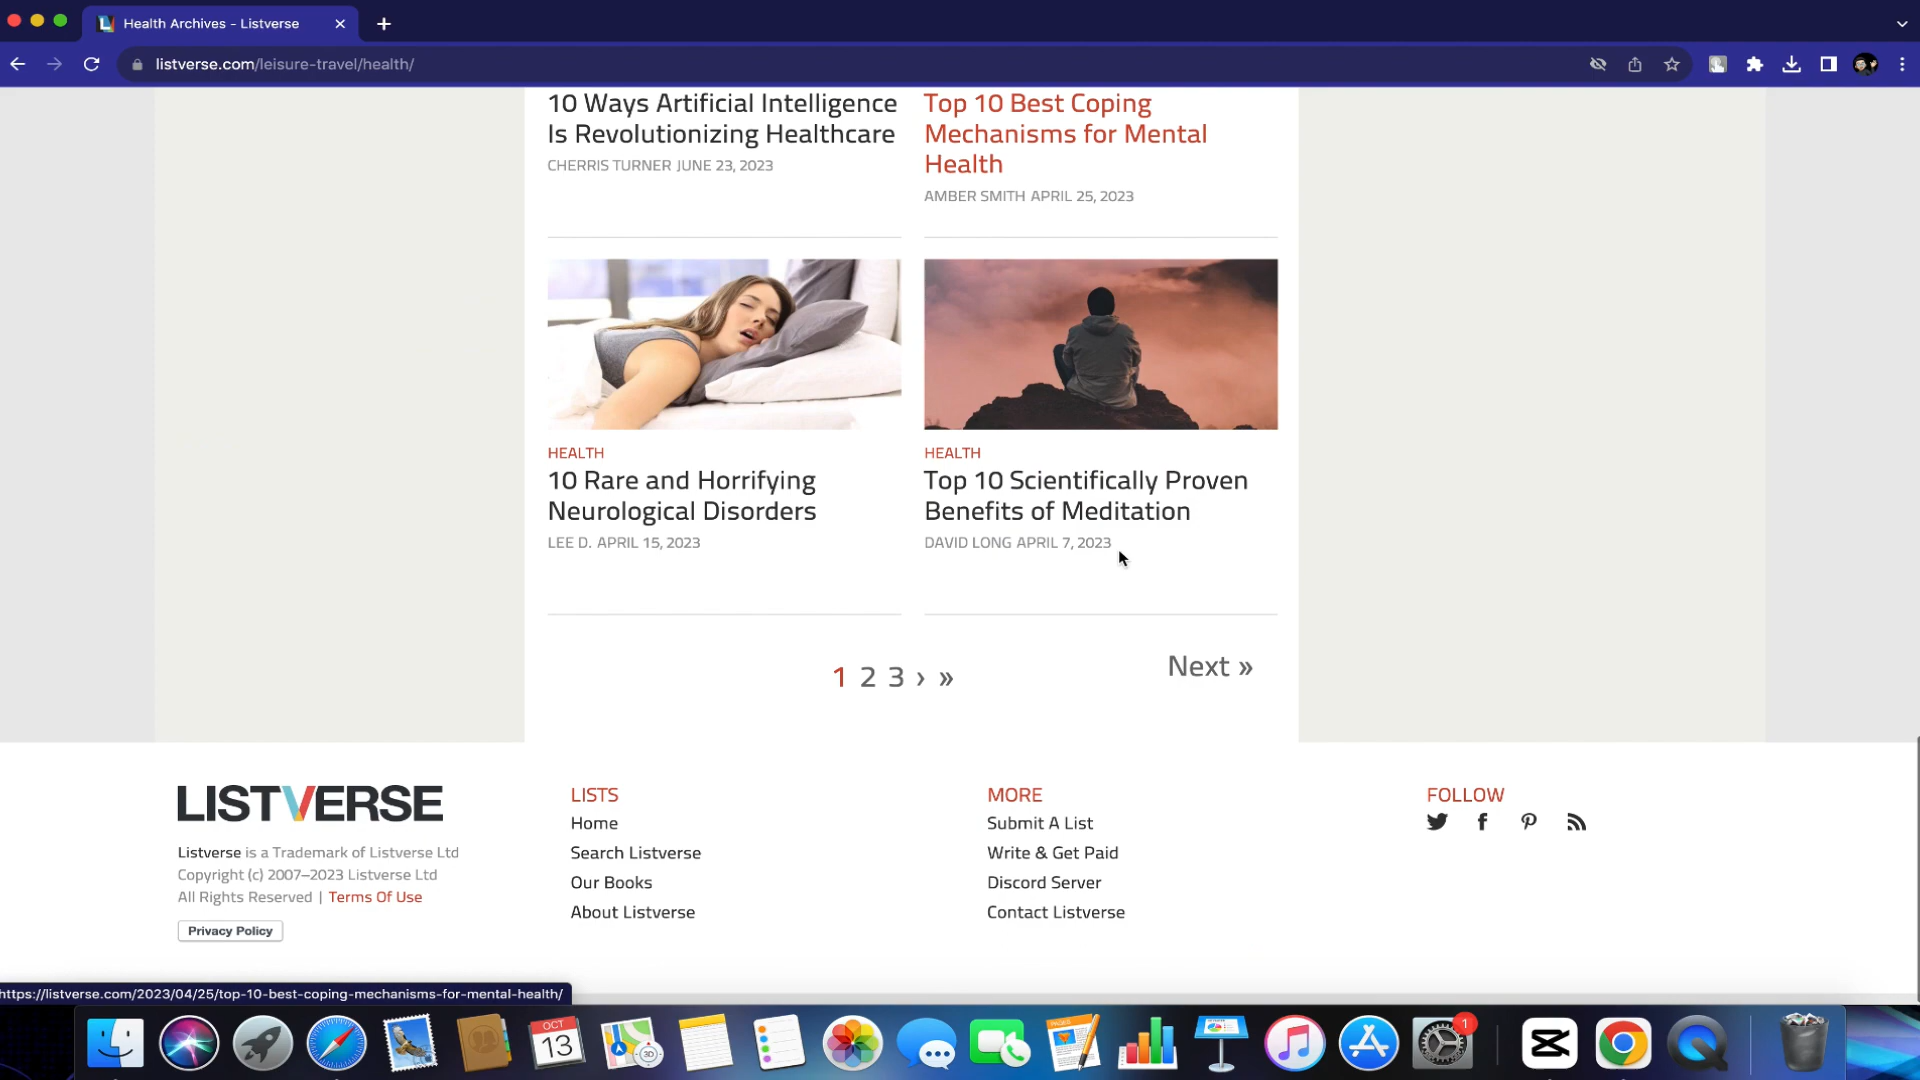 Health Archives - Listverse
listverse.com/leisure-travel/health/
10 Ways Artificial Intelligence
Is Revolutionizing Healthcare
CHERRIS TURNER JUNE 23, 2023
Top 10 Best Coping
Mechanisms for Mental
Health
AMBER SMITH APRIL 25, 2023
HEALTH
10 Rare and Horrifying
Neurological Disorders
LEE D. APRIL 15, 2023
HEALTH
Top 10 Scientifically Proven
Benefits of Meditation
DAVID LONG APRIL 7, 2023
1 2 3 › »
Next »
LISTVERSE
Listverse is a Trademark of Listverse Ltd
Copyright (c) 2007–2023 Listverse Ltd
All Rights Reserved | Terms Of Use
Privacy Policy
LISTS
Home
Search Listverse
Our Books
About Listverse
MORE
Submit A List
Write & Get Paid
Discord Server
Contact Listverse
FOLLOW
https://listverse.com/2023/04/25/top-10-best-coping-mechanisms-for-mental-health/
OCT
13
3D
PAGES
1